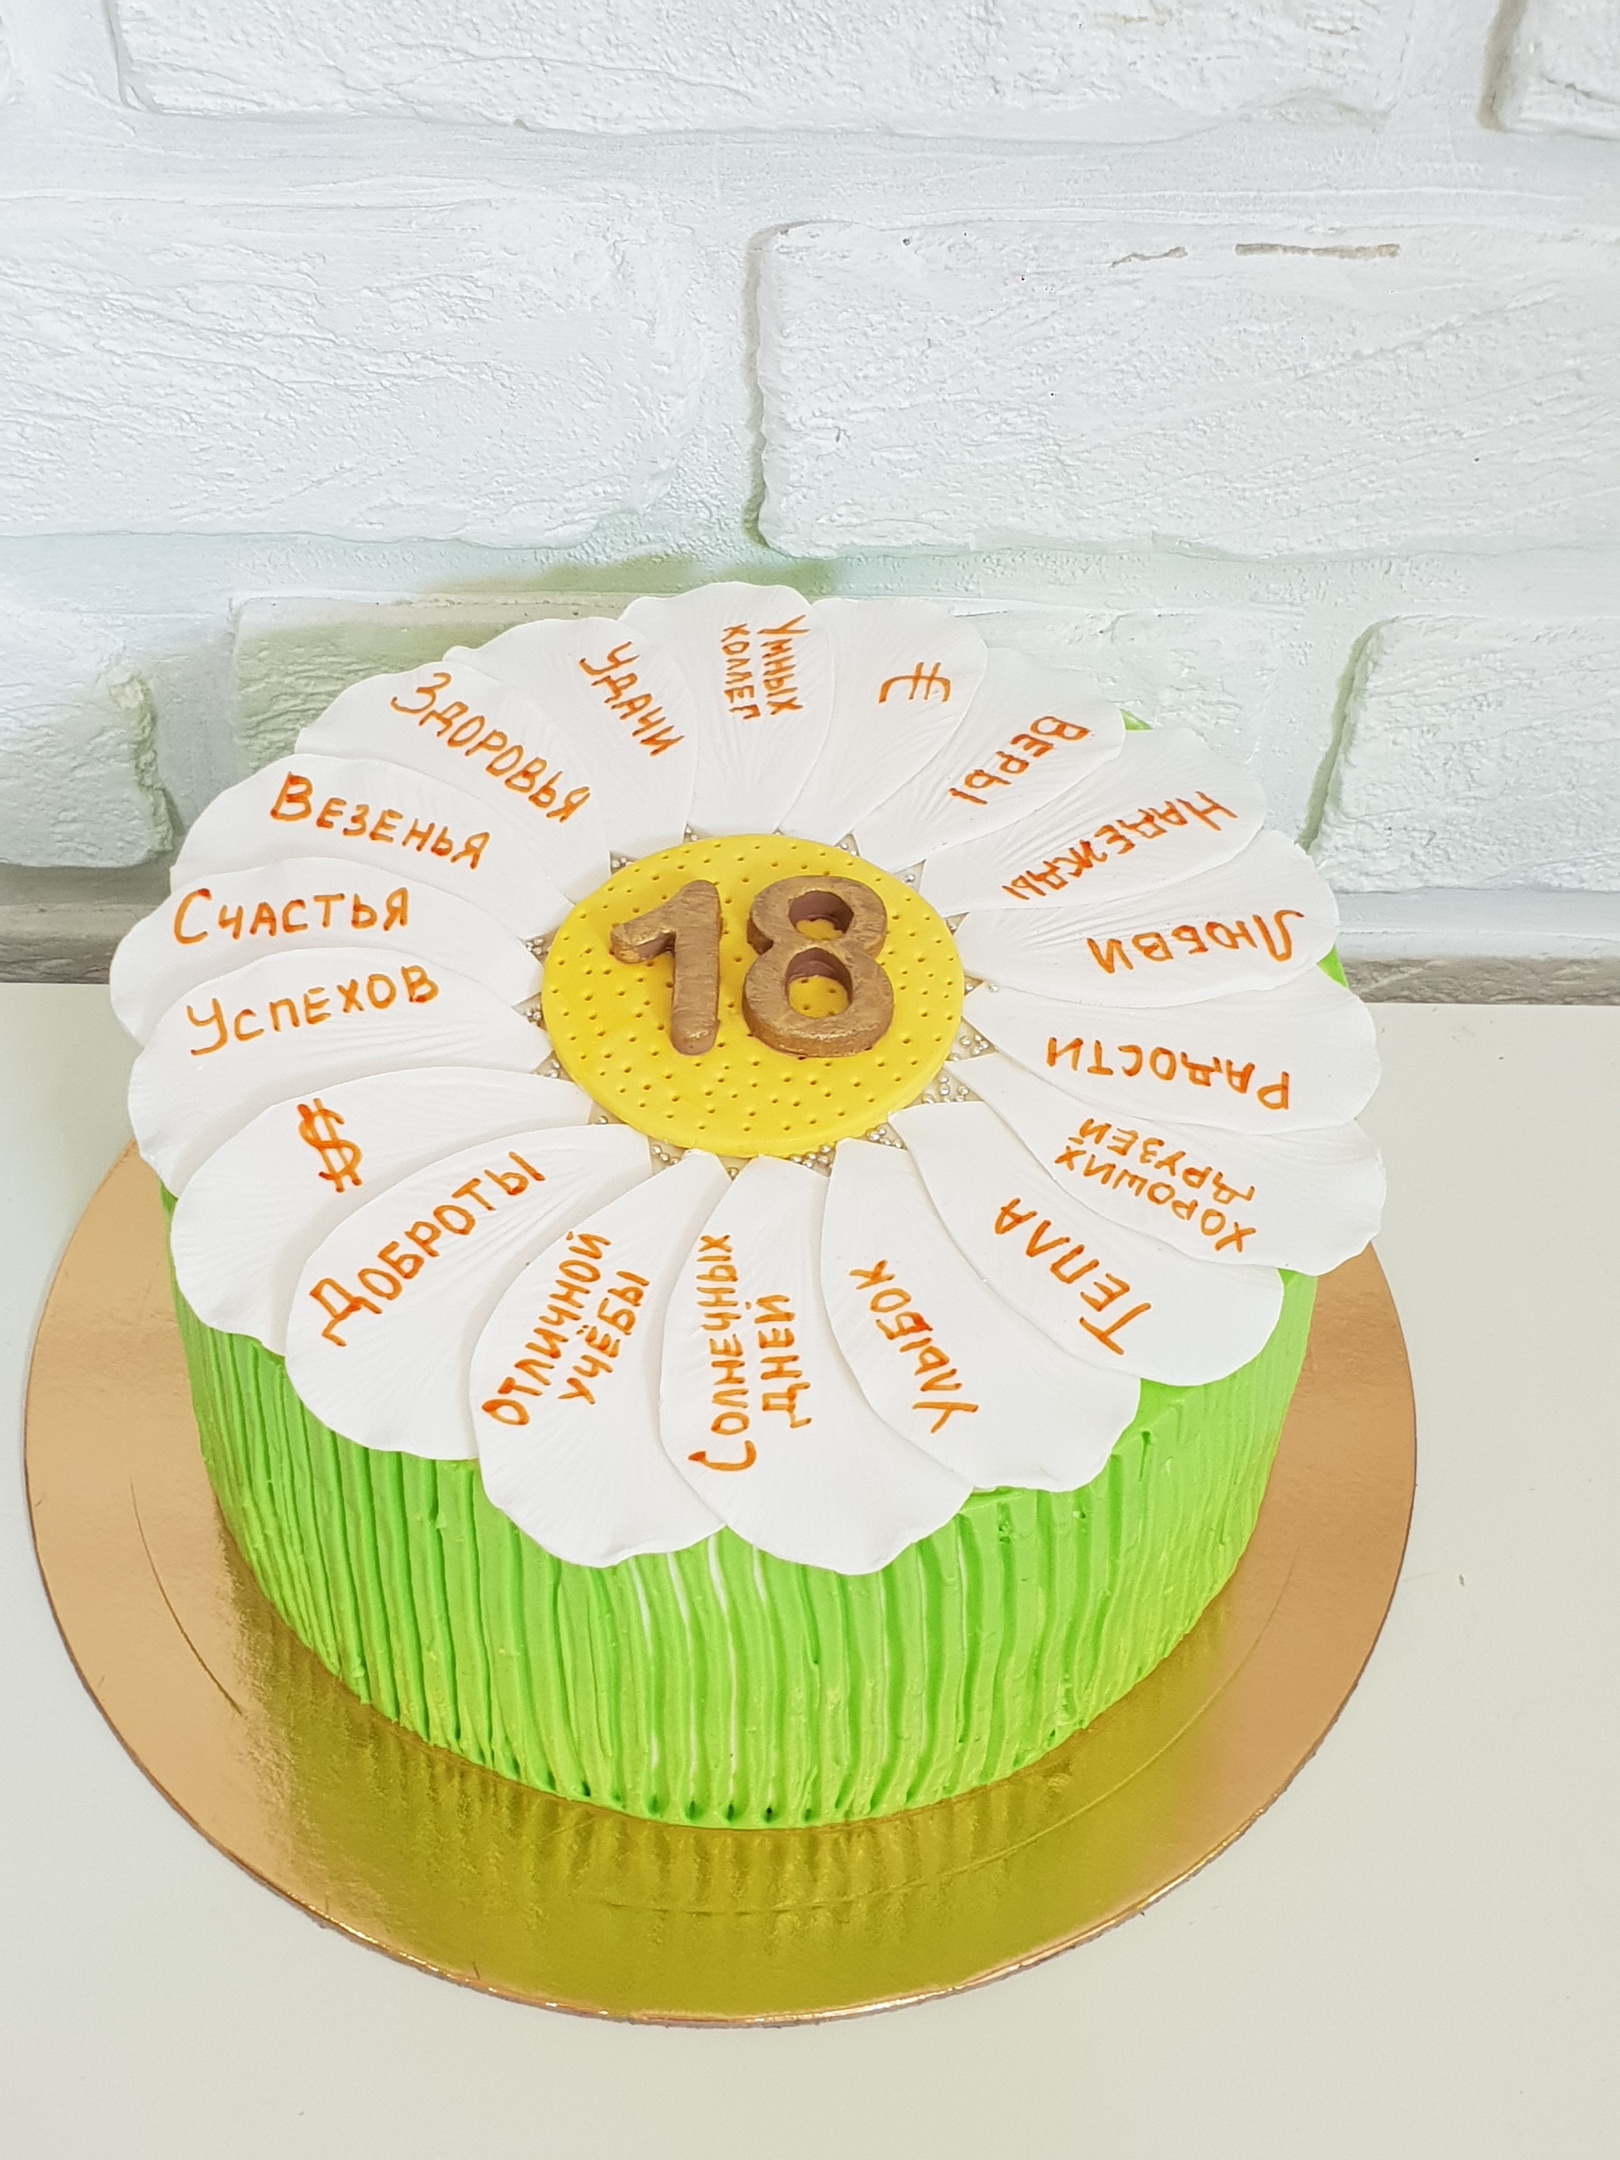 18
Умных
коллег
€
Веры
Надежды
Любви
Радости
хороших
друзей
Тепла
Улыбок
Солнечных
дней
отличной
учёбы
Доброты
$
Успехов
Счастья
Везенья
Здоровья
Удачи